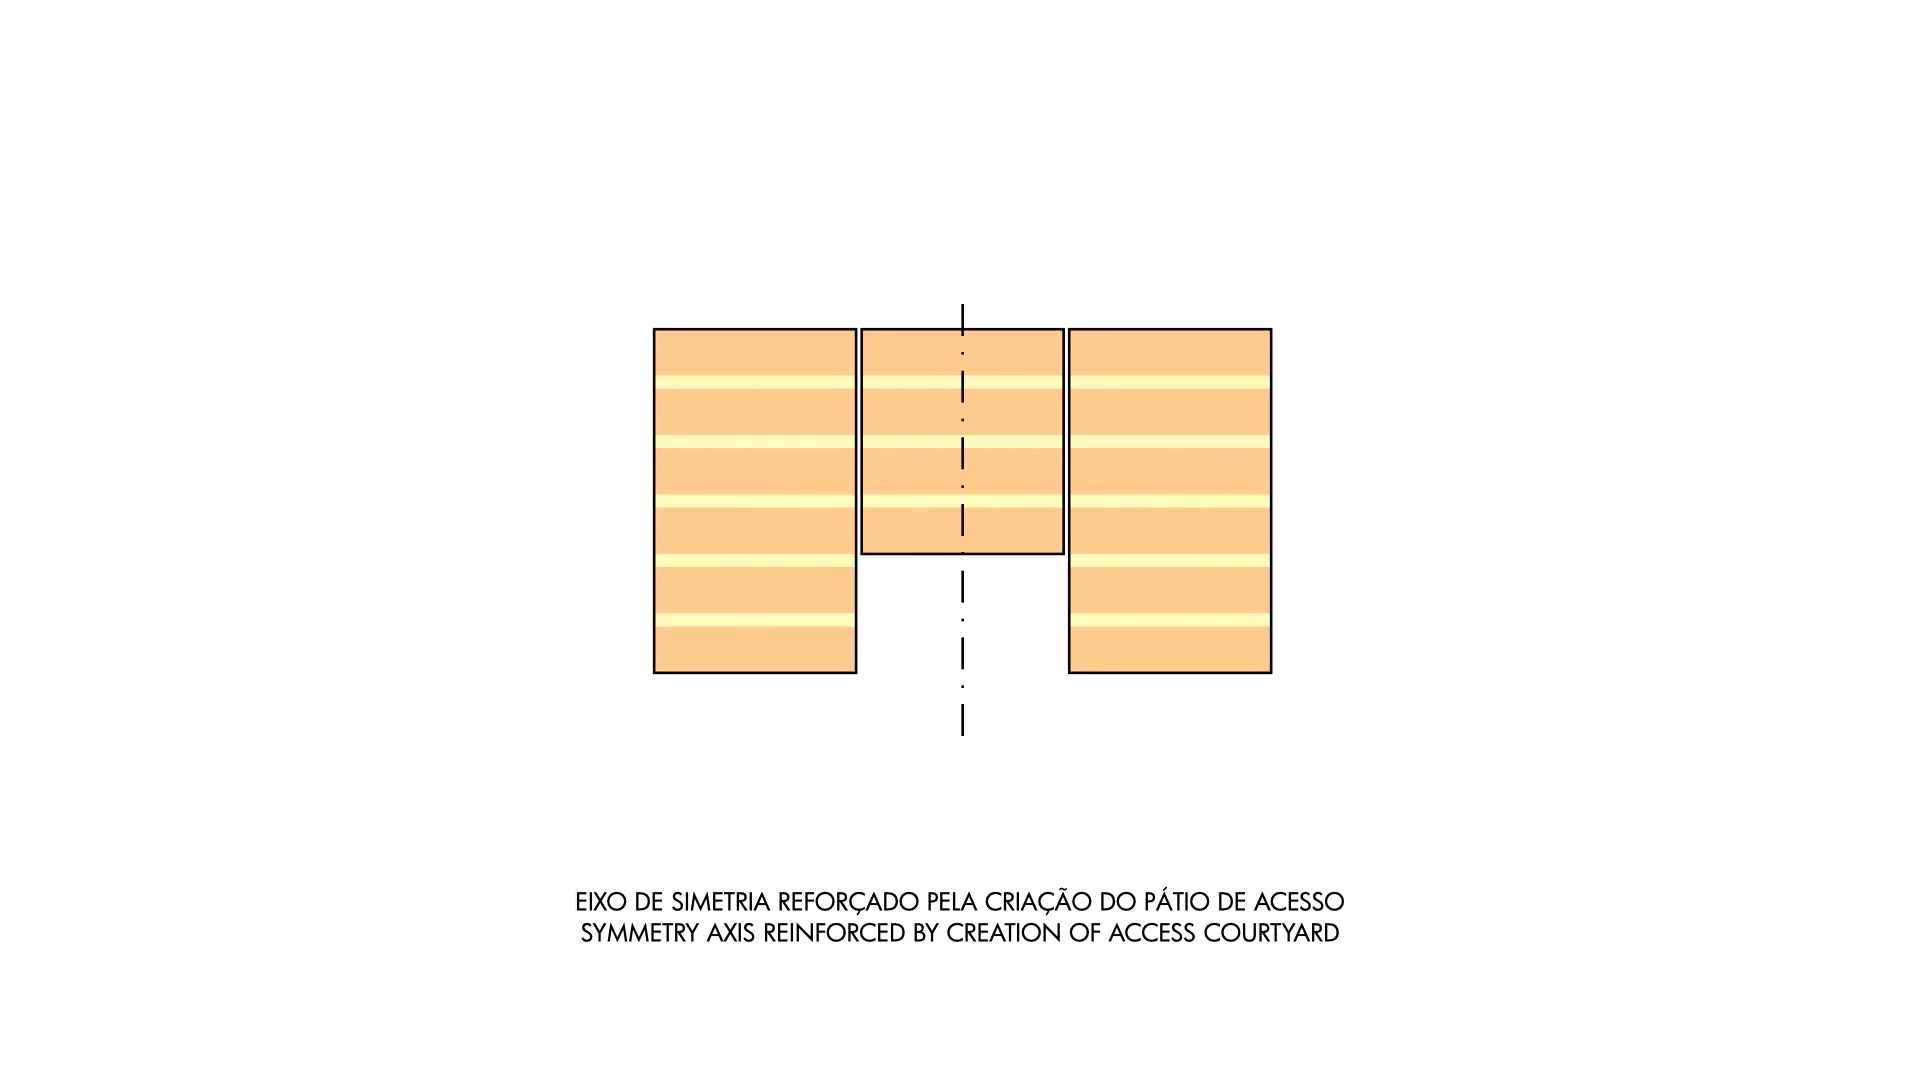 EIXO DE SIMETRIA REFORÇADO PELA CRIAÇÃO DO PÁTIO DE ACESSO
SYMMETRY AXIS REINFORCED BY CREATION OF ACCESS COURTYARD